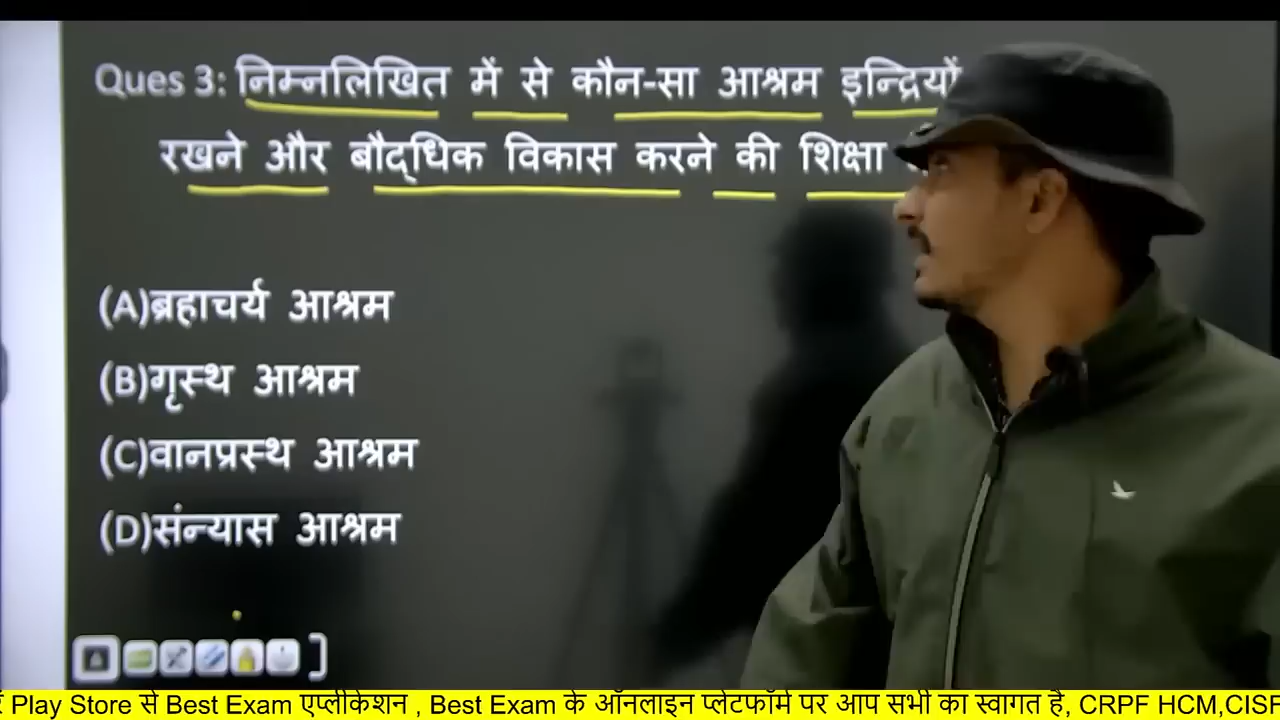 Ques 3: निम्नलिखित में से कौन-सा आश्रम इन्द्रियों
रखने और बौद्धिक विकास करने की शिक्षा
(A)ब्रहाचर्य आश्रम
(B)गृस्थ आश्रम
(C)वानप्रस्थ आश्रम
(D)संन्यास आश्रम
Play Store से Best Exam एप्लीकेशन , Best Exam के ऑनलाइन प्लेटफॉर्म पर आप सभी का स्वागत है, CRPF HCM,CISF